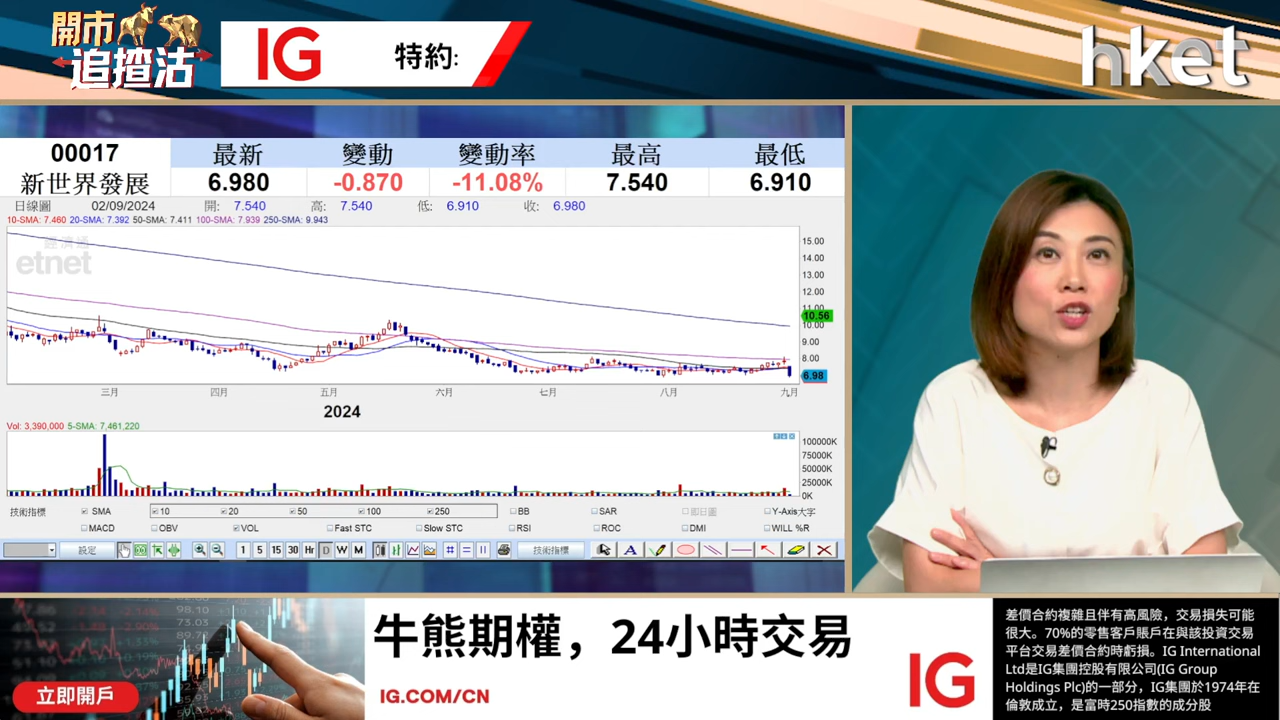 開市
追揸沽
IG
特約:
hket
00017 最新 變動 變動率 最高 最低
新世界發展 6.980 -0.870 -11.08% 7.540 6.910
日線圖 02/09/2024 開: 7.540 高: 7.540 低: 6.910 收: 6.980
10-SMA: 7.460 20-SMA: 7.392 50-SMA: 7.411 100-SMA: 7.939 250-SMA: 9.943
經濟通
etnet
15.00
14.00
13.00
12.00
11.00
10.56
10.00
9.00
8.00
6.98
三月 四月 五月 六月 七月 八月 九月
2024
Vol: 3,390,000 5-SMA: 7,461,220
100000K
75000K
50000K
25000K
0K
技術指標 SMA 10 20 50 100 250 BB SAR 即日圖 Y-Axis大字
MACD OBV VOL Fast STC Slow STC RSI ROC DMI WILL %R
設定 1 5 15 30 Hr D W M 技術指標 A
立即開戶
牛熊期權，24小時交易
IG.COM/CN
IG
差價合約複雜且伴有高風險，交易損失可能
很大。70%的零售客戶賬戶在與該投資交易
平台交易差價合約時虧損。IG International
Ltd是IG集團控股有限公司(IG Group
Holdings Plc)的一部分，IG集團於1974年在
倫敦成立，是富時250指數的成分股